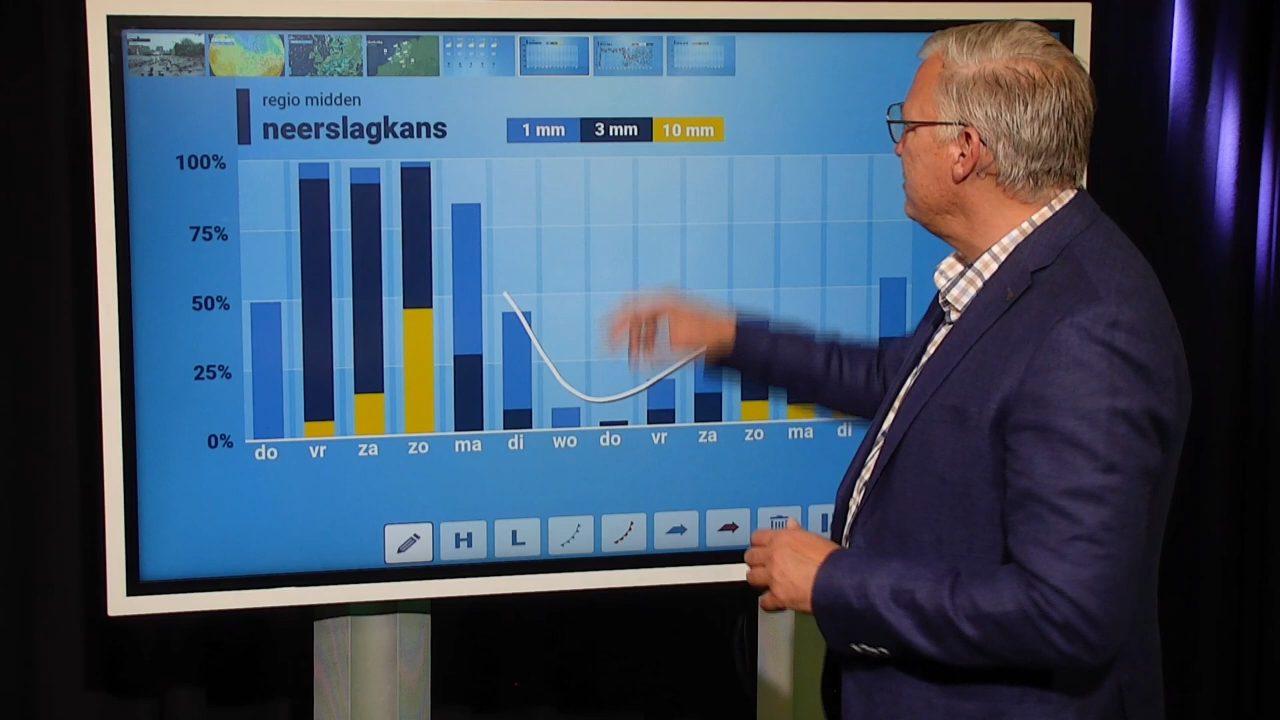 regio midden
neerslagkans
1 mm 3 mm 10 mm
100%
75%
50%
25%
0%
do vr za zo ma di wo do vr za zo ma di
H L